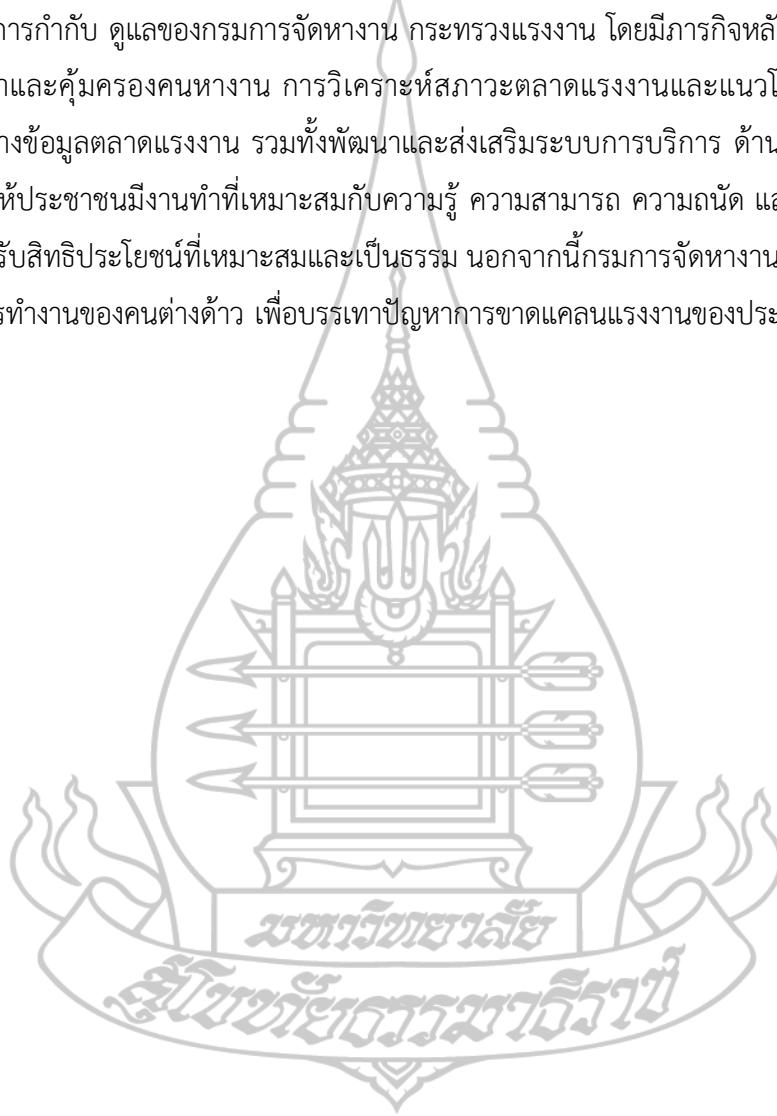 การกำกับ ดูแลของกรมการจัดหางาน กระทรวงแรงงาน โดยมีภารกิจหลั
และคุ้มครองคนหางาน การวิเคราะห์สภาวะตลาดแรงงานและแนวโ
างข้อมูลตลาดแรงงาน รวมทั้งพัฒนาและส่งเสริมระบบการบริการ ด้าน
ห้ประชาชนมีงานทำที่เหมาะสมกับความรู้ ความสามารถ ความถนัด แล
รับสิทธิประโยชน์ที่เหมาะสมและเป็นธรรม นอกจากนี้กรมการจัดหางาน
รทำงานของคนต่างด้าว เพื่อบรรเทาปัญหาการขาดแคลนแรงงานของประ
มหาวิทยาลัย
สุโขทัยธรรมาธิราช